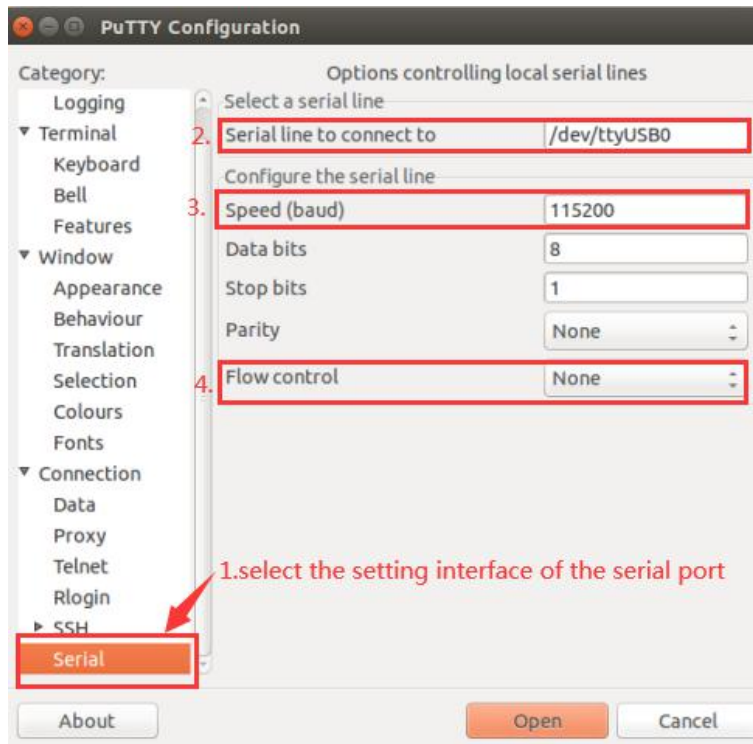 PuTTY Configuration
Category:
Logging
Terminal
Keyboard
Bell
Features
Window
Appearance
Behaviour
Translation
Selection
Colours
Fonts
Connection
Data
Proxy
Telnet
Rlogin
SSH
Serial
Options controlling local serial lines
Select a serial line
2. Serial line to connect to /dev/ttyUSB0
Configure the serial line
3. Speed (baud) 115200
Data bits 8
Stop bits 1
Parity None
4. Flow control None
1.select the setting interface of the serial port
About Open Cancel